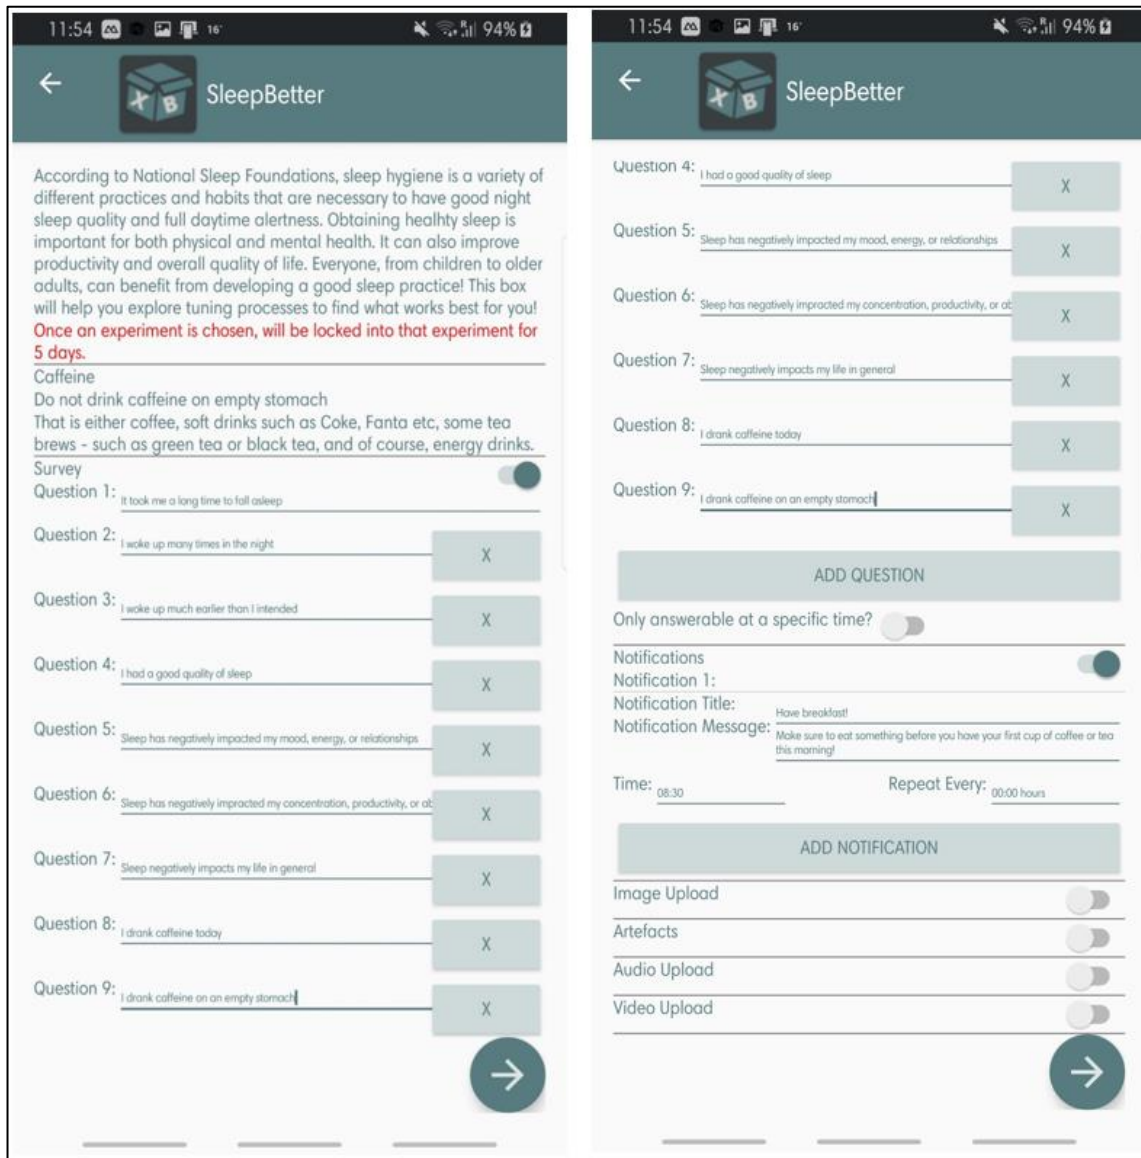 11:54 16° 94%
SleepBetter
X B
According to National Sleep Foundations, sleep hygiene is a variety of
different practices and habits that are necessary to have good night
sleep quality and full daytime alertness. Obtaining healhty sleep is
important for both physical and mental health. It can also improve
productivity and overall quality of life. Everyone, from children to older
adults, can benefit from developing a good sleep practice! This box
will help you explore tuning processes to find what works best for you!
Once an experiment is chosen, will be locked into that experiment for
5 days.
Caffeine
Do not drink caffeine on empty stomach
That is either coffee, soft drinks such as Coke, Fanta etc, some tea
brews - such as green tea or black tea, and of course, energy drinks.
Survey
Question 1: It took me a long time to fall asleep
Question 2: I woke up many times in the night X
Question 3: I woke up much earlier than I intended X
Question 4: I had a good quality of sleep X
Question 5: Sleep has negatively impacted my mood, energy, or relationships X
Question 6: Sleep has negatively impracted my concentration, productivity, or ab X
Question 7: Sleep negatively impacts my life in general X
Question 8: I drank caffeine today X
Question 9: I drank caffeine on an empty stomach X
11:54 16° R 94%
X B
SleepBetter
Question 4: I had a good quality of sleep X
Question 5: Sleep has negatively impacted my mood, energy, or relationships X
Question 6: Sleep has negatively impracted my concentration, productivity, or ab X
Question 7: Sleep negatively impacts my life in general X
Question 8: I drank caffeine today X
Question 9: I drank caffeine on an empty stomach X
ADD QUESTION
Only answerable at a specific time?
Notifications
Notification 1:
Notification Title: Have breakfast!
Notification Message: Make sure to eat something before you have your first cup of coffee or tea
this morning!
Time: 08:30 Repeat Every: 00:00 hours
ADD NOTIFICATION
Image Upload
Artefacts
Audio Upload
Video Upload